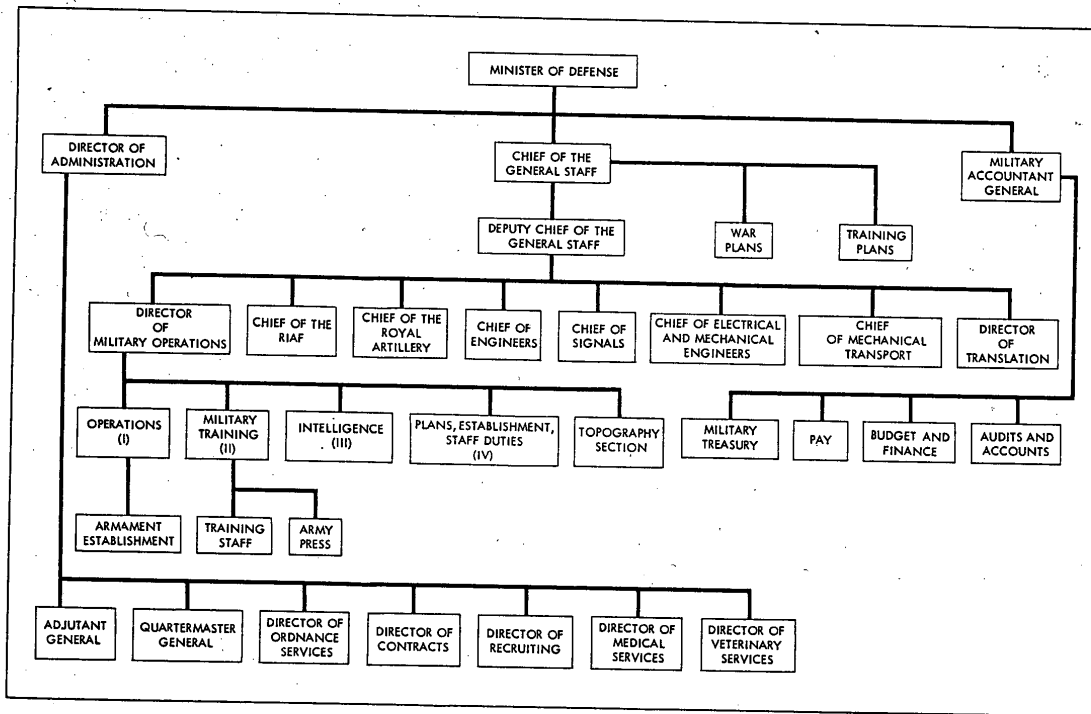 MINISTER OF DEFENSE
DIRECTOR OF
ADMINISTRATION
CHIEF OF THE
GENERAL STAFF
MILITARY
ACCOUNTANT
GENERAL
DEPUTY CHIEF OF THE
GENERAL STAFF
WAR
PLANS
TRAINING
PLANS
DIRECTOR
OF
MILITARY OPERATIONS
CHIEF OF THE
RIAF
CHIEF OF THE
ROYAL
ARTILLERY
CHIEF OF
ENGINEERS
CHIEF
OF SIGNALS
CHIEF OF ELECTRICAL
AND MECHANICAL
ENGINEERS
CHIEF
OF MECHANICAL
TRANSPORT
DIRECTOR
OF
TRANSLATION
OPERATIONS
(I)
MILITARY
TRAINING
(II)
INTELLIGENCE
(III)
PLANS, ESTABLISHMENT,
STAFF DUTIES
(IV)
TOPOGRAPHY
SECTION
MILITARY
TREASURY
PAY
BUDGET AND
FINANCE
AUDITS AND
ACCOUNTS
ARMAMENT
ESTABLISHMENT
TRAINING
STAFF
ARMY
PRESS
ADJUTANT
GENERAL
QUARTERMASTER
GENERAL
DIRECTOR OF
ORDNANCE
SERVICES
DIRECTOR OF
CONTRACTS
DIRECTOR OF
RECRUITING
DIRECTOR OF
MEDICAL
SERVICES
DIRECTOR OF
VETERINARY
SERVICES